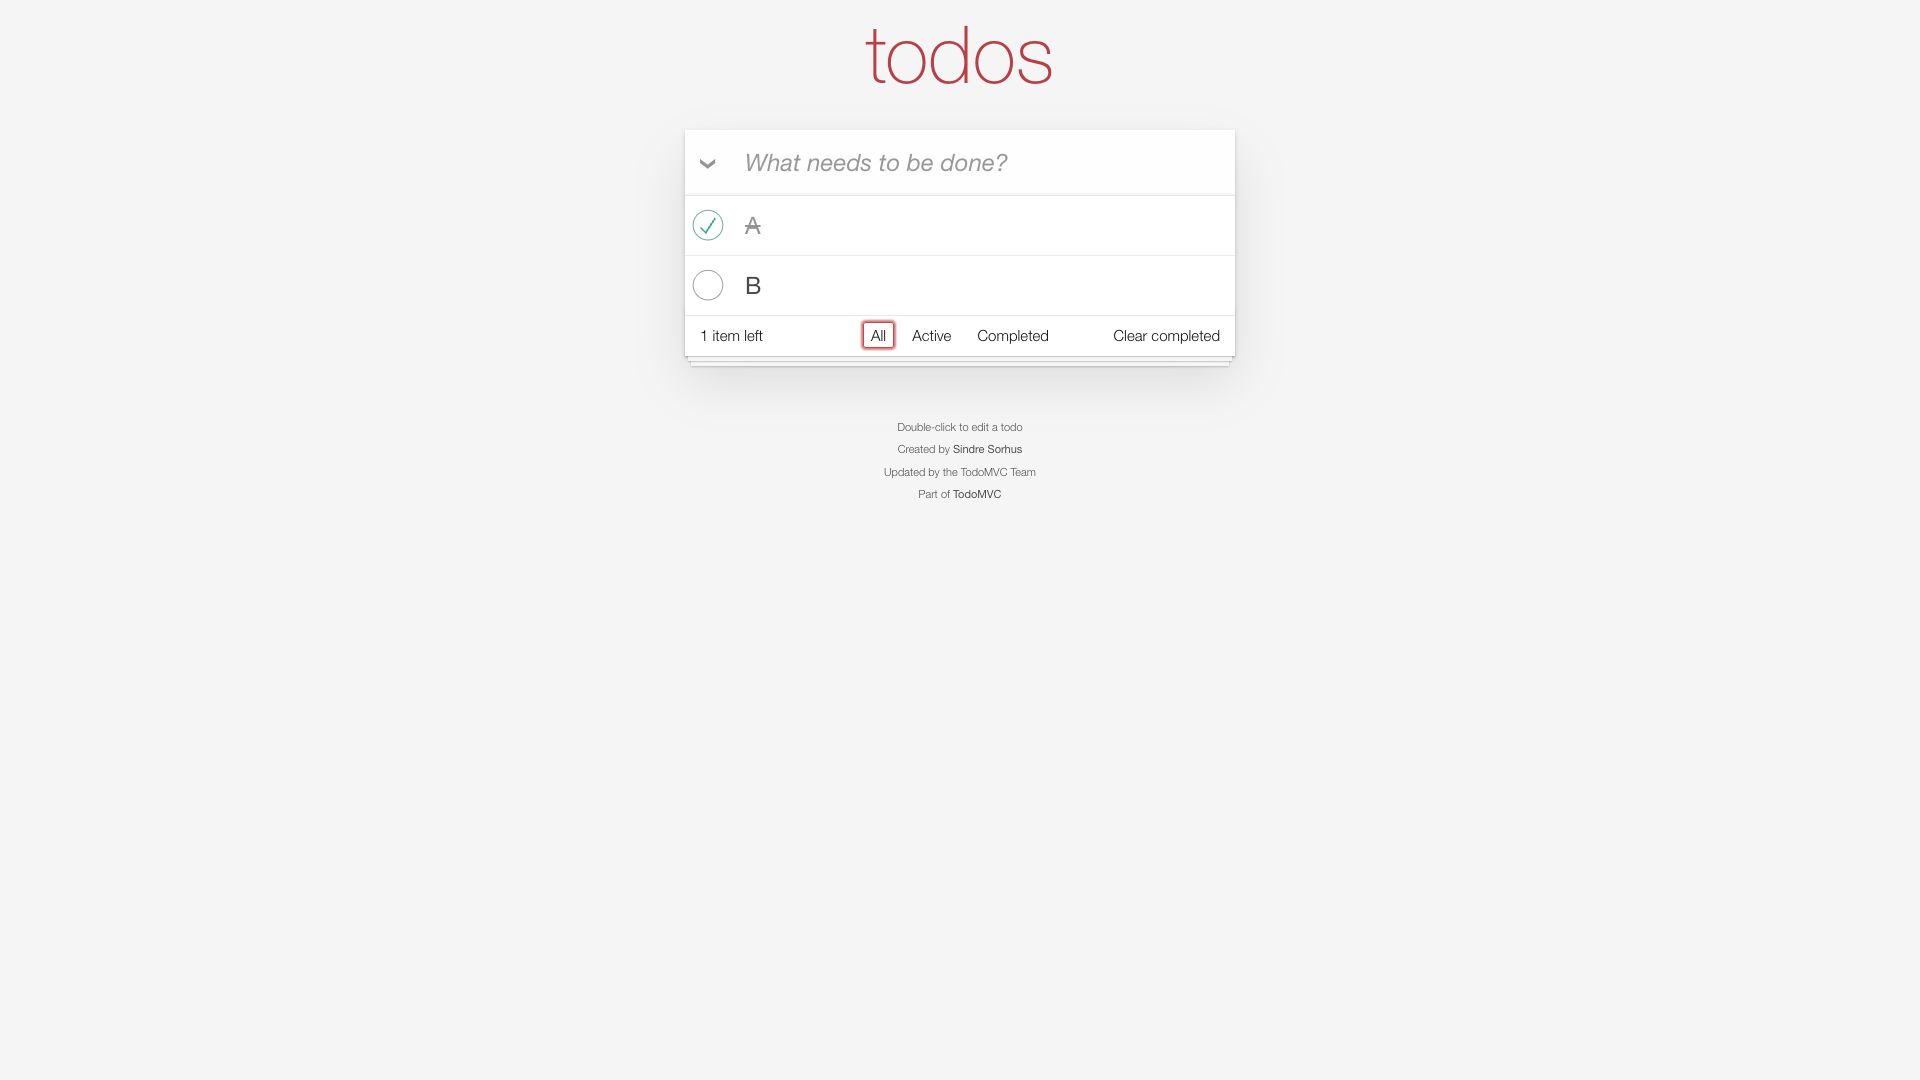 todos
What needs to be done?
A
B
1 item left All Active Completed Clear completed
Double-click to edit a todo
Created by Sindre Sorhus
Updated by the TodoMVC Team
Part of TodoMVC